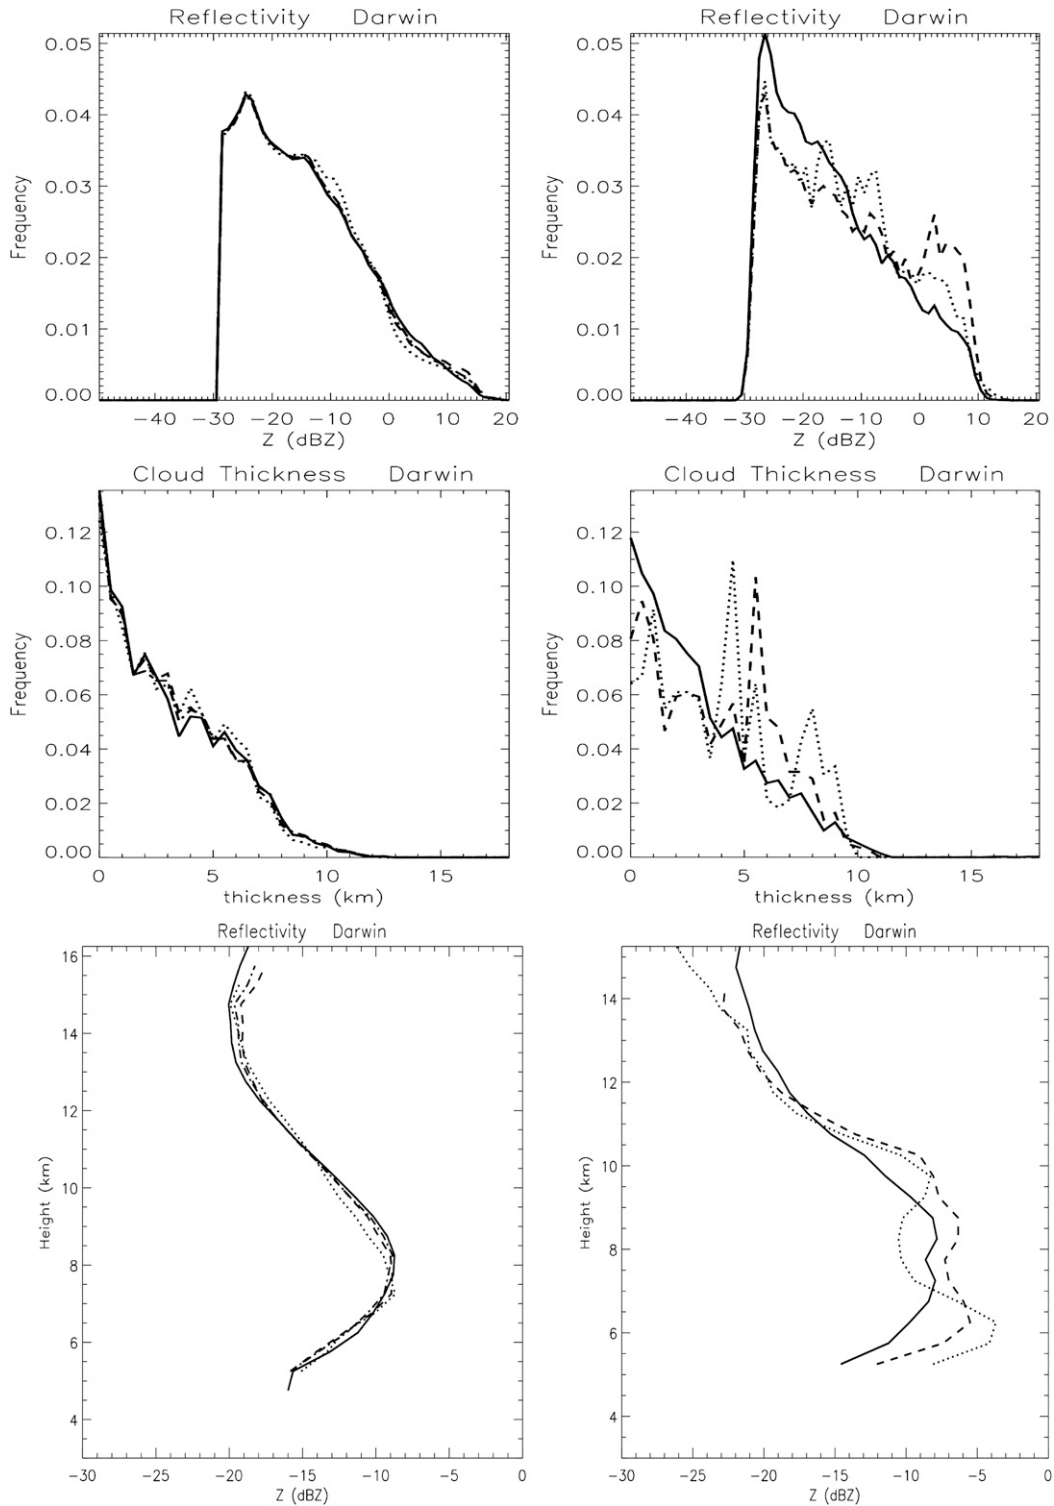 Reflectivity Darwin
Frequency
0.05
0.04
0.03
0.02
0.01
0.00
-40 -30 -20 -10 0 10 20
Z (dBZ)
Reflectivity Darwin
Frequency
0.05
0.04
0.03
0.02
0.01
0.00
-40 -30 -20 -10 0 10 20
Z (dBZ)
Cloud Thickness Darwin
Frequency
0.12
0.10
0.08
0.06
0.04
0.02
0.00
0 5 10 15
thickness (km)
Cloud Thickness Darwin
Frequency
0.12
0.10
0.08
0.06
0.04
0.02
0.00
0 5 10 15
thickness (km)
Reflectivity Darwin
Height (km)
16
14
12
10
8
6
4
-30 -25 -20 -15 -10 -5 0
Z (dBZ)
Reflectivity Darwin
Height (km)
14
12
10
8
6
4
-30 -25 -20 -15 -10 -5 0
Z (dBZ)